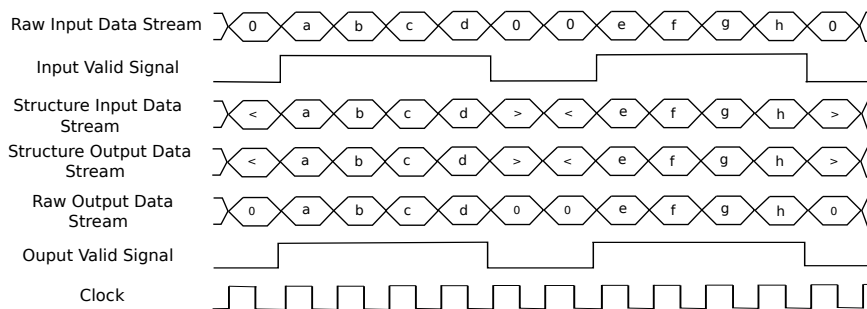 Raw Input Data Stream 0 a b c d 0 0 e f g h 0
Input Valid Signal
Structure Input Data
Stream
< a b c d > < e f g h >
Structure Output Data
Stream
< a b c d > < e f g h >
Raw Output Data
Stream
0 a b c d 0 0 e f g h 0
Ouput Valid Signal
Clock